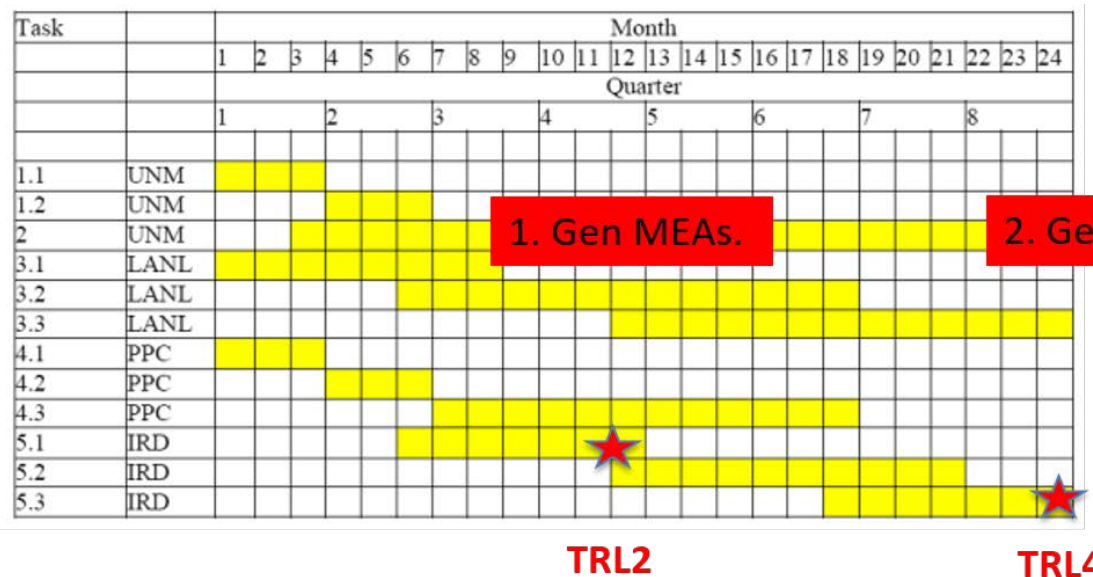 Task Month
1 2 3 4 5 6 7 8 9 10 11 12 13 14 15 16 17 18 19 20 21 22 23 24
Quarter
1 2 3 4 5 6 7 8
1.1 UNM
1.2 UNM
2 UNM
1. Gen MEAs. 2. Ge
3.1 LANL
3.2 LANL
3.3 LANL
4.1 PPC
4.2 PPC
4.3 PPC
5.1 IRD
5.2 IRD
5.3 IRD
TRL2 TRL4